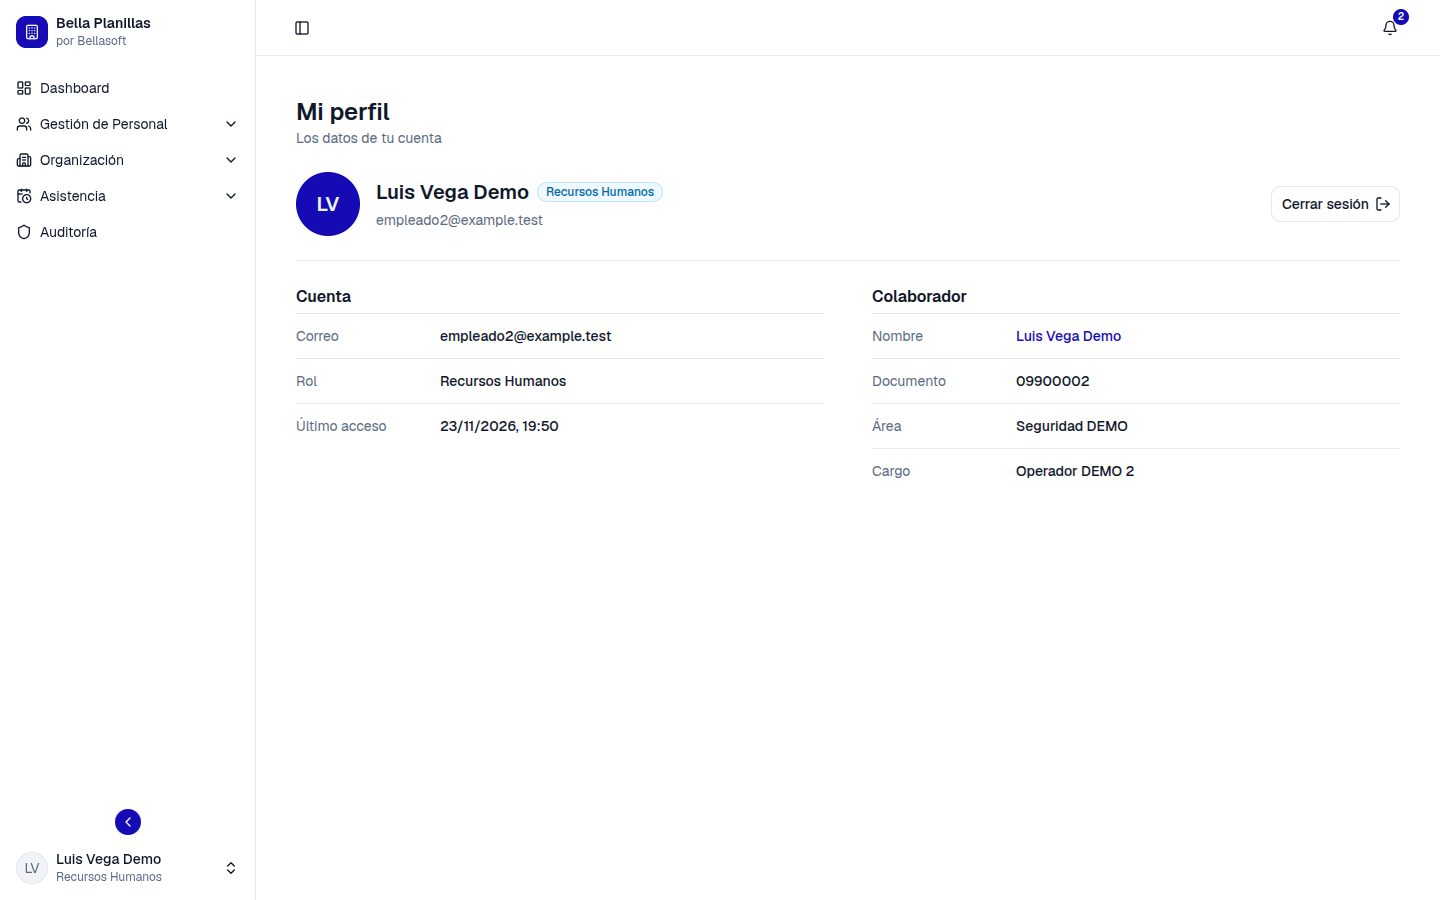 Bella Planillas
por Bellasoft
Dashboard
Gestión de Personal
Organización
Asistencia
Auditoría
LV
Luis Vega Demo
Recursos Humanos
2
Mi perfil
Los datos de tu cuenta
LV
Luis Vega Demo Recursos Humanos
empleado2@example.test
Cerrar sesión
Cuenta
Correo empleado2@example.test
Rol Recursos Humanos
Último acceso 23/11/2026, 19:50
Colaborador
Nombre Luis Vega Demo
Documento 09900002
Área Seguridad DEMO
Cargo Operador DEMO 2